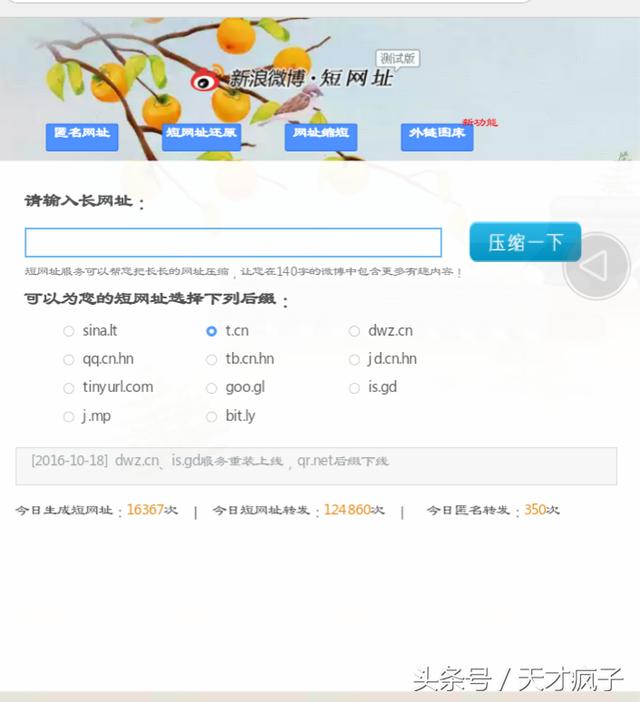 测试版
新浪微博·短网址
新功能
匿名网址 短网址还原 网址缩短 外链图床
请输入长网址：
压缩一下
短网址服务可以帮您把长长的网址压缩，让您在140字的微博中包含更多有趣内容！
可以为您的短网址选择下列后缀：
sina.lt t.cn dwz.cn
qq.cn.hn tb.cn.hn jd.cn.hn
tinyurl.com goo.gl is.gd
j.mp bit.ly
[2016-10-18] dwz.cn、is.gd服务重装上线，qr.net后缀下线
今日生成短网址：16367次 | 今日短网址转发：124860次 | 今日匿名转发：350次
头条号 / 天才疯子